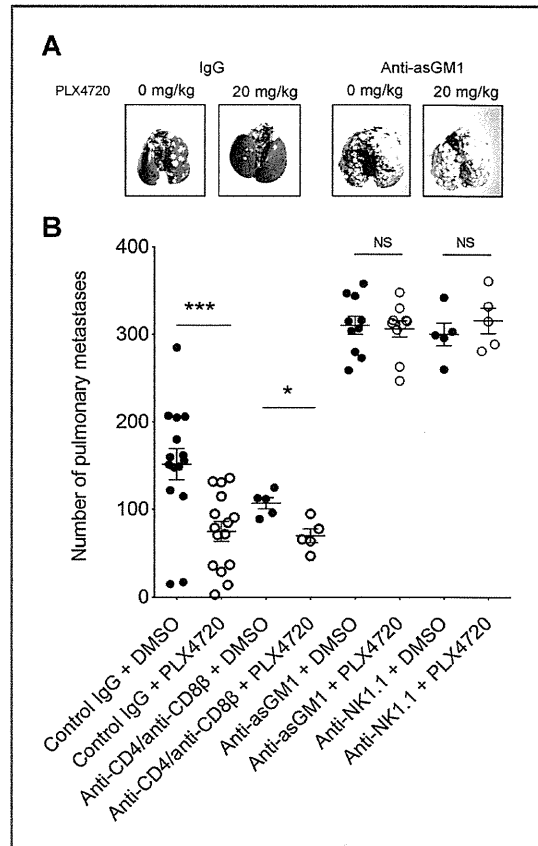 A
IgG Anti-asGM1
PLX4720 0 mg/kg 20 mg/kg 0 mg/kg 20 mg/kg
B
Number of pulmonary metastases
400
300
200
100
0
***
*
NS
NS
Control IgG + DMSO
Control IgG + PLX4720
Anti-CD4/anti-CD8β + DMSO
Anti-CD4/anti-CD8β + PLX4720
Anti-asGM1 + DMSO
Anti-asGM1 + PLX4720
Anti-NK1.1 + DMSO
Anti-NK1.1 + PLX4720